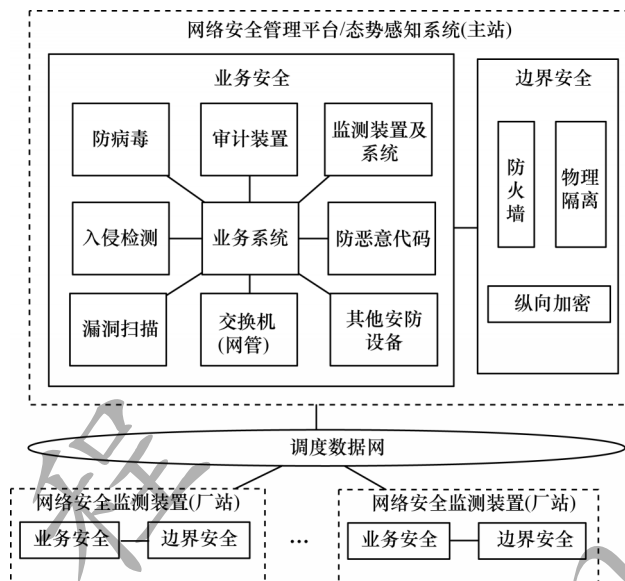 网络安全管理平台/态势感知系统(主站)
业务安全
边界安全
防病毒
审计装置
监测装置及
系统
入侵检测
业务系统
防恶意代码
漏洞扫描
交换机
(网管)
其他安防
设备
防
火
墙
物理
隔离
纵向加密
调度数据网
网络安全监测装置(厂站)
业务安全
边界安全
…
网络安全监测装置(厂站)
业务安全
边界安全
程